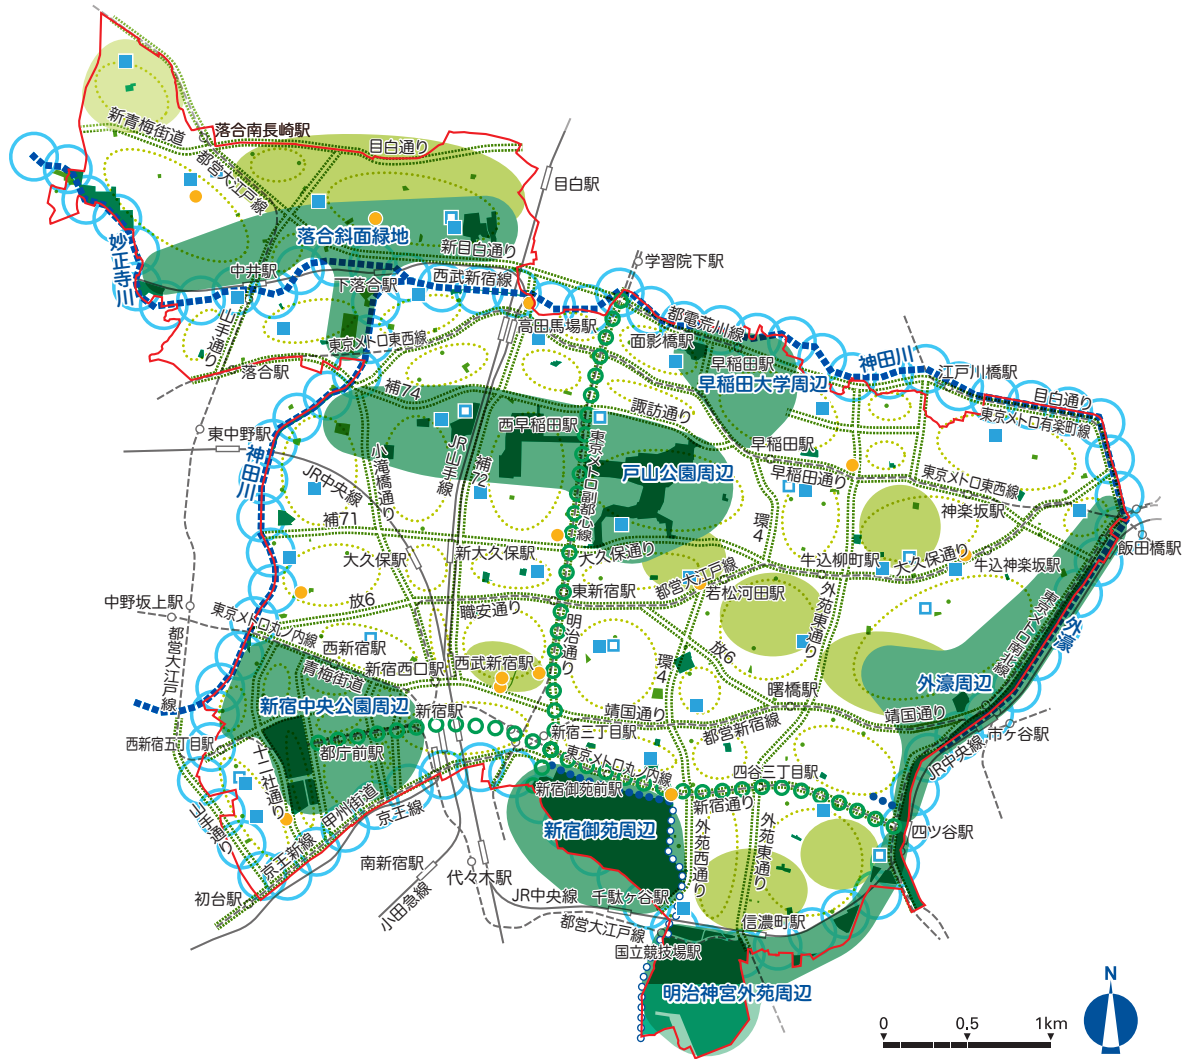 落合南長崎駅
新青梅街道
都営大江戸線
目白通り
目白駅
落合斜面緑地
妙正寺川
新目白通り
中井駅
下落合駅
西武新宿線
学習院下駅
山手通り
東京メトロ東西線
高田馬場駅
都電荒川線
面影橋駅
早稲田駅
神田川
早稲田大学周辺
落合駅
江戸川橋駅
目白通り
東京メトロ有楽町線
補74
諏訪通り
東中野駅
神田川
西早稲田駅
JR山手線
補72
小滝橋通り
JR中央線
東京メトロ副都心線
戸山公園周辺
早稲田駅
早稲田通り
東京メトロ東西線
神楽坂駅
環4
補71
大久保駅
新大久保駅
大久保通り
牛込柳町駅
大久保通り
牛込神楽坂駅
飯田橋駅
都営大江戸線
若松河田駅
東新宿駅
中野坂上駅
都営大江戸線
東京メトロ丸ノ内線
放6
職安通り
明治通り
外苑東通り
東京メトロ南北線
外濠
西新宿駅
青梅街道
新宿西口駅
西武新宿駅
環4
放6
曙橋駅
外濠周辺
新宿中央公園周辺
新宿駅
靖国通り
都営新宿線
靖国通り
市ヶ谷駅
西新宿五丁目駅
都庁前駅
新宿三丁目駅
東京メトロ丸ノ内線
JR中央線
十二社通り
新宿御苑前駅
四谷三丁目駅
新宿通り
山手通り
甲州街道
京王線
京王新線
新宿御苑周辺
外苑西通り
外苑東通り
四ツ谷駅
南新宿駅
代々木駅
初台駅
小田急線
JR中央線
千駄ヶ谷駅
都営大江戸線
信濃町駅
国立競技場駅
明治神宮外苑周辺
N
0
0.5
1km